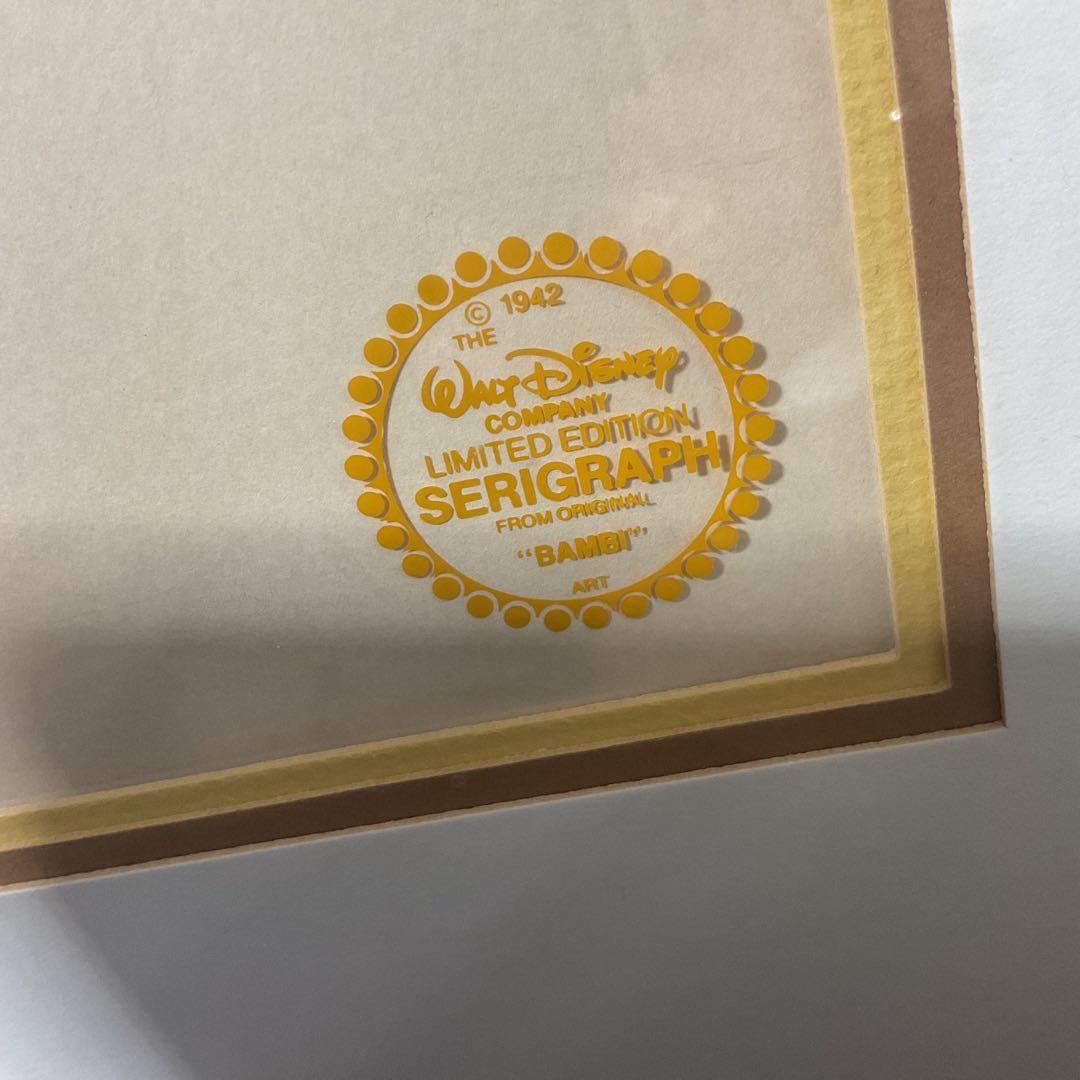 © 1942
THE
Walt Disney
COMPANY
LIMITED EDITION
SERIGRAPH
FROM ORIGINAL
"BAMBI"
ART